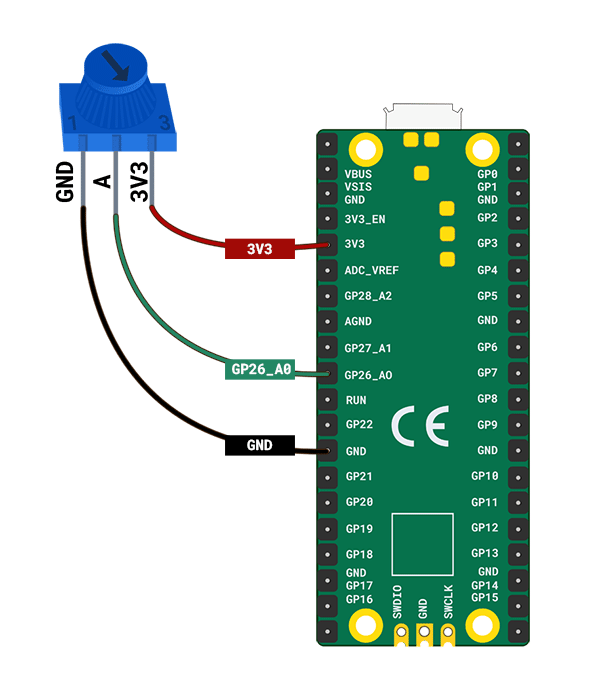 1 3
GND
A
3V3
3V3
GP26_A0
GND
VBUS
VSIS
GND
3V3_EN
3V3
ADC_VREF
GP28_A2
AGND
GP27_A1
GP26_AO
RUN
GP22
GND
GP21
GP20
GP19
GP18
GND
GP17
GP16
GP0
GP1
GND
GP2
GP3
GP4
GP5
GND
GP6
GP7
GP8
GP9
GND
GP10
GP11
GP12
GP13
GND
GP14
GP15
CE
SWDIO
GND
SWCLK